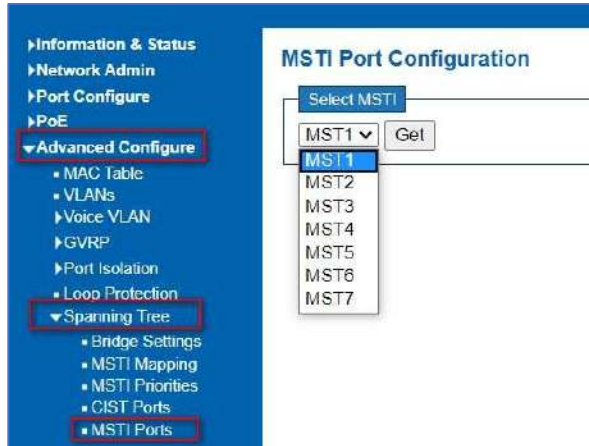 Information & Status
Network Admin
Port Configure
PoE
Advanced Configure
MAC Table
VLANs
Voice VLAN
GVRP
Port Isolation
Loop Protection
Spanning Tree
Bridge Settings
MSTI Mapping
MSTI Priorities
CIST Ports
MSTI Ports
MSTI Port Configuration
Select MSTI
MST1 Get
MST1
MST2
MST3
MST4
MST5
MST6
MST7